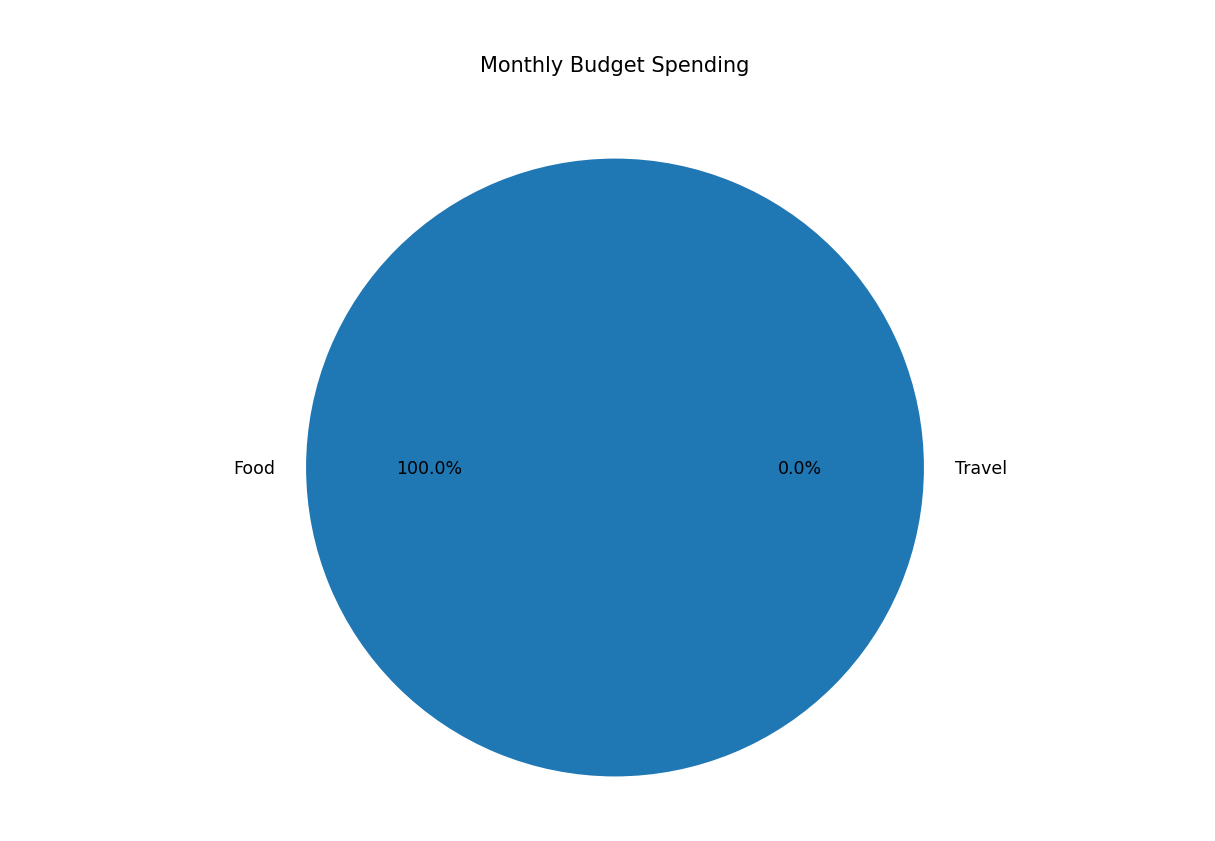 Monthly Budget Spending
Food
100.0%
0.0%
Travel